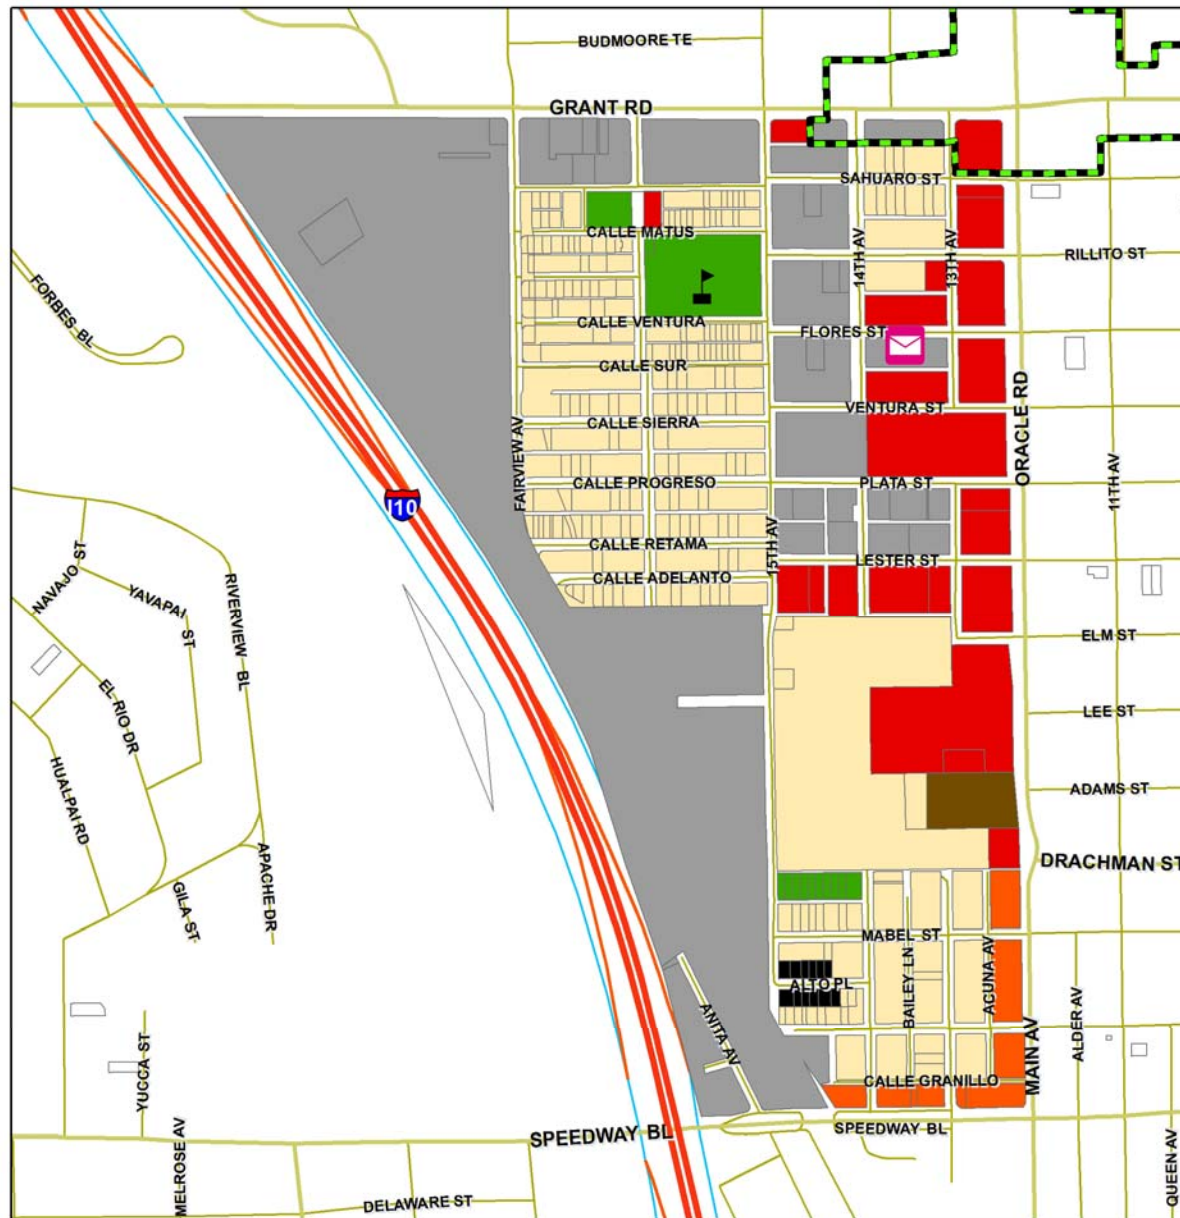 BUDMOORE TE
GRANT RD
SAHUARO ST
CALLE MATUS
14TH AV
13TH AV
RILLITO ST
FORBES BL
CALLE VENTURA
FLORES ST
CALLE SUR
VENTURA ST
ORACLE RD
CALLE SIERRA
FAIRVIEW AV
11TH AV
CALLE PROGRESO
PLATA ST
I10
15TH AV
CALLE RETAMA
LESTER ST
NAVAJO ST
YAVAPAI ST
RIVERVIEW BL
CALLE ADELANTO
ELM ST
EL RIO DR
LEE ST
HUALPAI RD
ADAMS ST
DRACHMAN ST
APACHE DR
GILA ST
MABEL ST
BAILEY LN
ACUNA AV
ALTO PL
ANITA AV
MAIN AV
ALDER AV
YUCCA ST
CALLE GRANILLO
SPEEDWAY BL
SPEEDWAY BL
MELROSE AV
QUEEN AV
DELAWARE ST